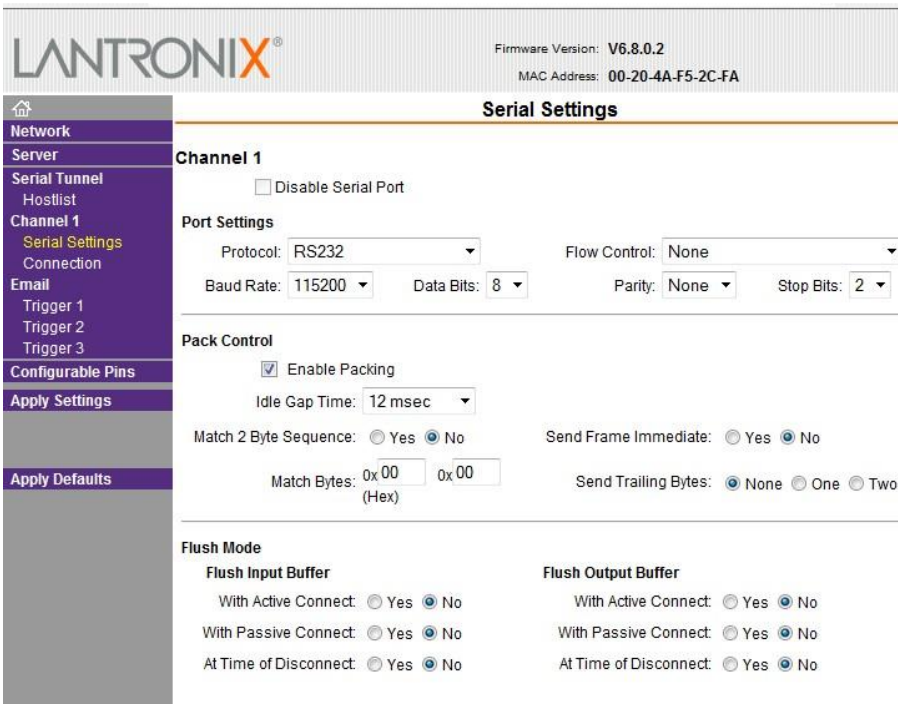 LANTRONIX®
Firmware Version: V6.8.0.2
MAC Address: 00-20-4A-F5-2C-FA
Network
Server
Serial Tunnel
Hostlist
Channel 1
Serial Settings
Connection
Email
Trigger 1
Trigger 2
Trigger 3
Configurable Pins
Apply Settings
Apply Defaults
Serial Settings
Channel 1
Disable Serial Port
Port Settings
Protocol: RS232 Flow Control: None
Baud Rate: 115200 Data Bits: 8 Parity: None Stop Bits: 2
Pack Control
Enable Packing
Idle Gap Time: 12 msec
Match 2 Byte Sequence: Yes No Send Frame Immediate: Yes No
Match Bytes: 0x 00 0x 00 Send Trailing Bytes: None One Two
(Hex)
Flush Mode
Flush Input Buffer Flush Output Buffer
With Active Connect: Yes No With Active Connect: Yes No
With Passive Connect: Yes No With Passive Connect: Yes No
At Time of Disconnect: Yes No At Time of Disconnect: Yes No